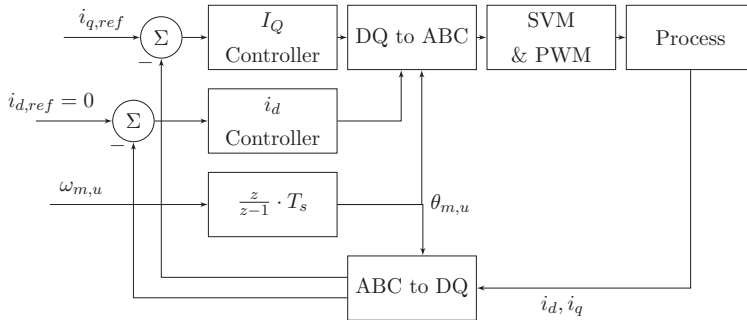 i_{q,ref}
Σ
−
I_Q
Controller
DQ to ABC
SVM
& PWM
Process
i_{d,ref} = 0
Σ
−
i_d
Controller
ω_{m,u}
\frac{z}{z−1} · T_s
θ_{m,u}
ABC to DQ
i_d, i_q